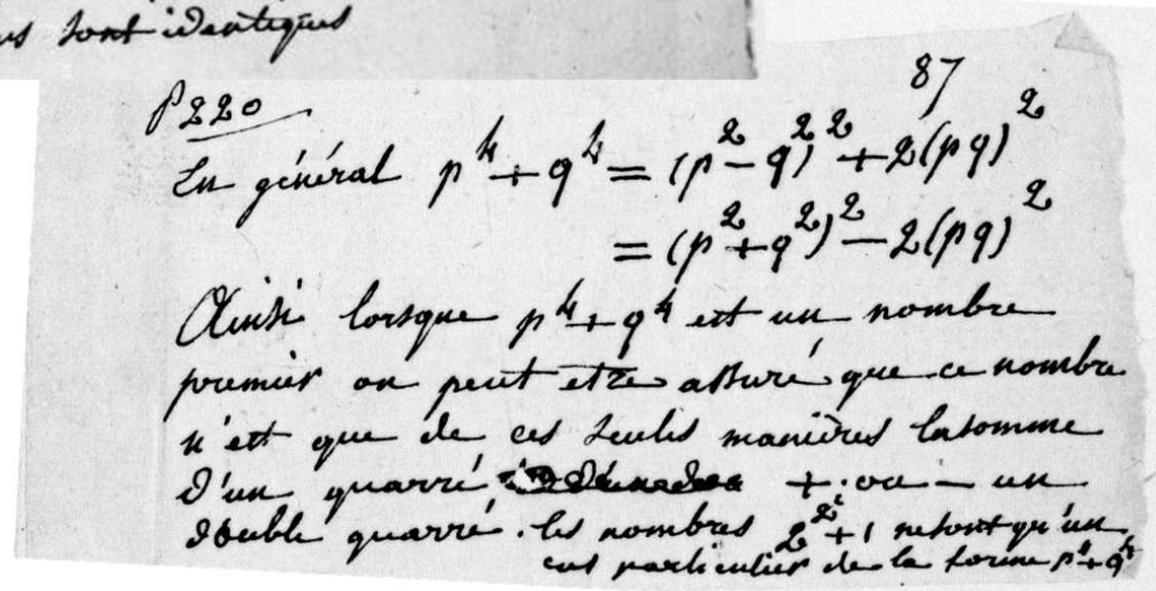 sont identiques
87
P 220
En général p⁴ + q⁴ = (p² - q²)² + 2(pq)²
= (p² + q²)² - 2(pq)²
Ainsi lorsque p⁴ + q⁴ est un nombre
premier on peut etre assuré que ce nombre
n'est que de ces seules manières la somme
d'un quarré + ou - un
double quarré. les nombres 2^2^i + 1 ne sont qu'un
cas particulier de la forme p⁴ + q⁴